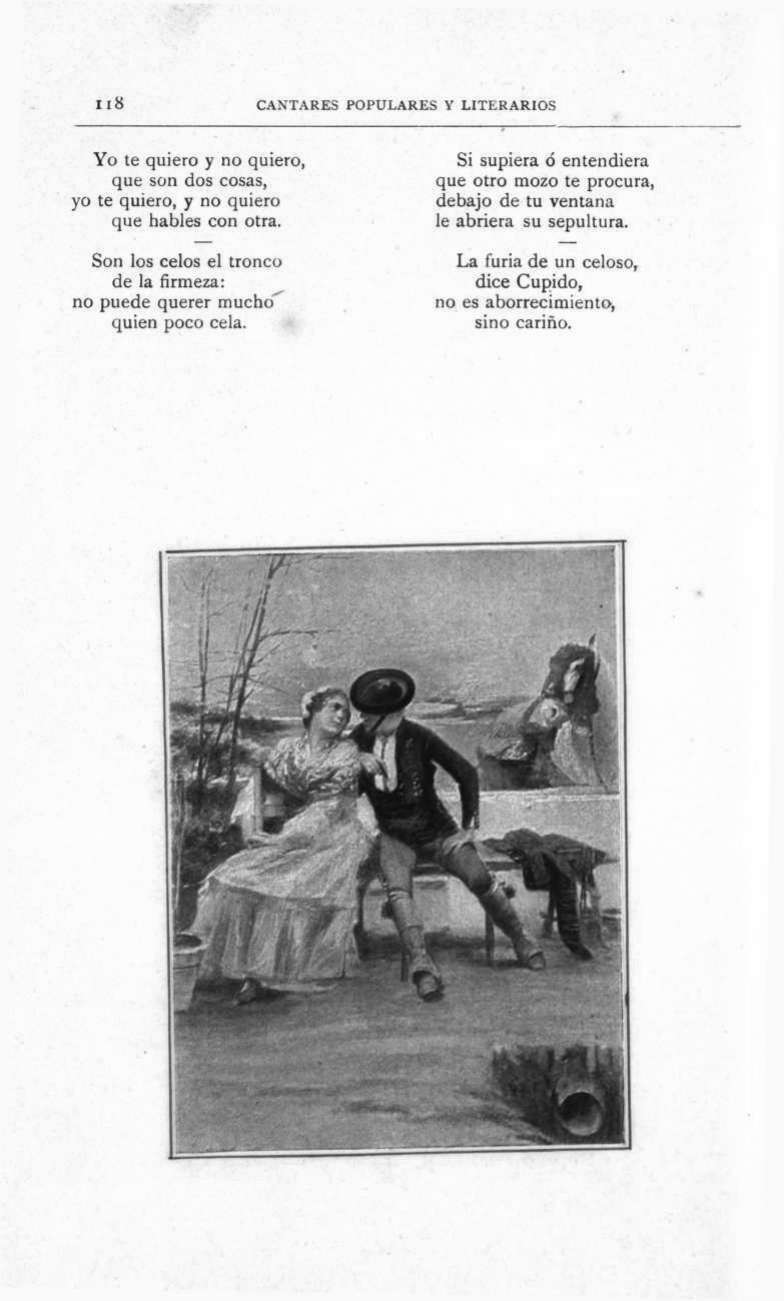 118
CANTARES POPULARES Y LITERARIOS
Yo te quiero y no quiero,
que son dos cosas,
yo te quiero, y no quiero
que hables con otra.
Son los celos el tronco
de la firmeza:
no puede querer mucho
quien poco cela.
Si supiera ó entendiera
que otro mozo te procura,
debajo de tu ventana
le abriera su sepultura.
La furia de un celoso,
dice Cupido,
no es aborrecimiento,
sino cariño.